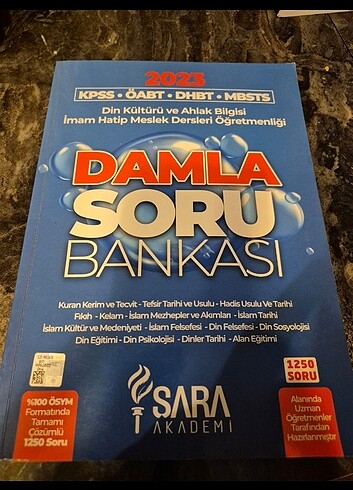 2023
KPSS • ÖABT • DHBT • MBSTS
Din Kültürü ve Ahlak Bilgisi
İmam Hatip Meslek Dersleri Öğretmenliği
DAMLA
SORU
BANKASI
Kuran Kerim ve Tecvit - Tefsir Tarihi ve Usulu - Hadis Usulu Ve Tarihi
Fıkıh - Kelam - İslam Mezhepler ve Akımları - İslam Tarihi
İslam Kültür ve Medeniyeti - İslam Felsefesi - Din Felsefesi - Din Sosyolojisi
Din Eğitimi - Din Psikolojisi - Dinler Tarihi - Alan Eğitimi
%100 ÖSYM
Formatında
Tamamı
Çözümlü
1250 Soru
SARA
AKADEMİ
1250
SORU
Alanında
Uzman
Öğretmenler
Tarafından
Hazırlanmıştır